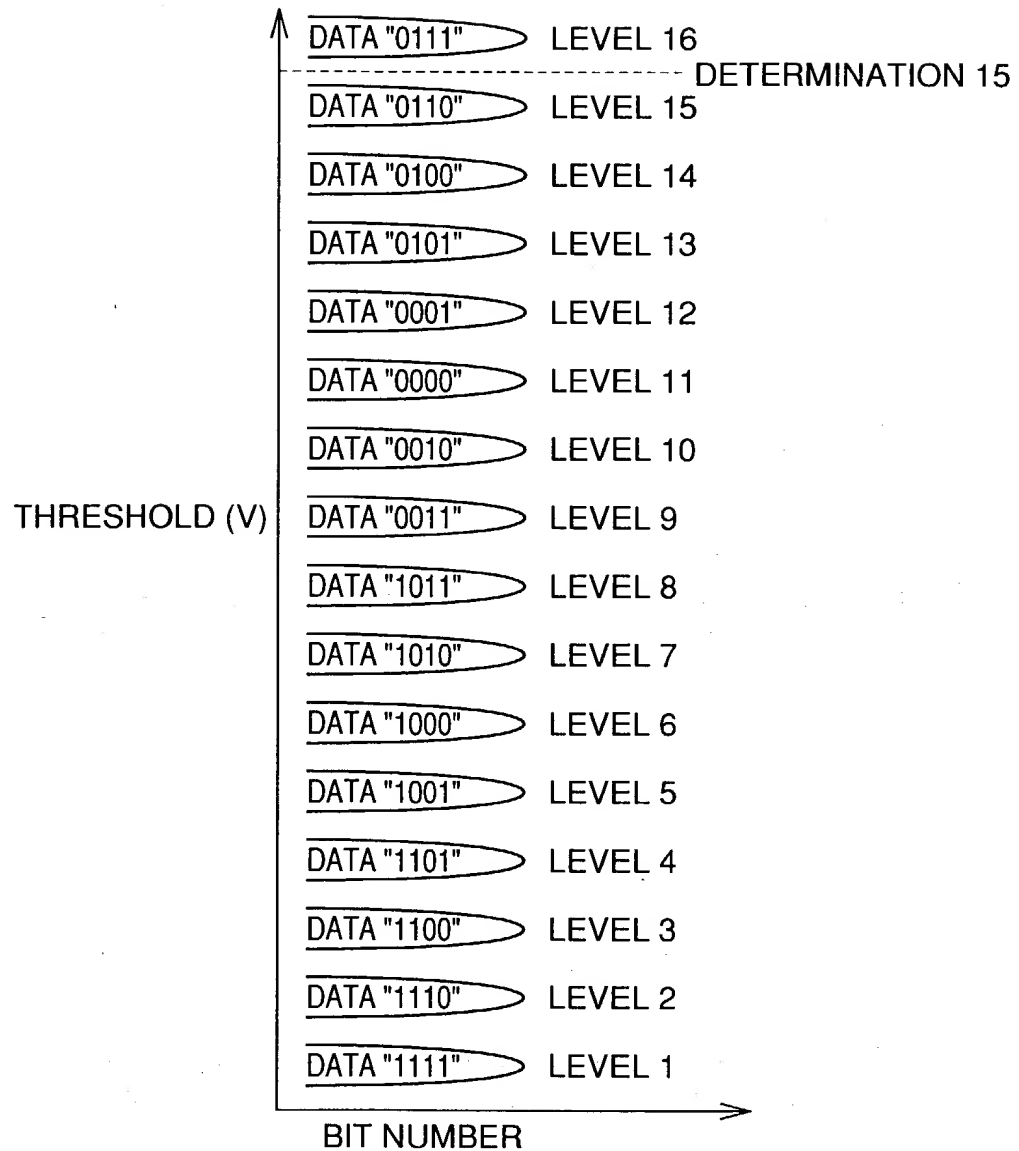 DATA "0111" LEVEL 16
DETERMINATION 15
DATA "0110" LEVEL 15
DATA "0100" LEVEL 14
DATA "0101" LEVEL 13
DATA "0001" LEVEL 12
DATA "0000" LEVEL 11
DATA "0010" LEVEL 10
THRESHOLD (V) DATA "0011" LEVEL 9
DATA "1011" LEVEL 8
DATA "1010" LEVEL 7
DATA "1000" LEVEL 6
DATA "1001" LEVEL 5
DATA "1101" LEVEL 4
DATA "1100" LEVEL 3
DATA "1110" LEVEL 2
DATA "1111" LEVEL 1
BIT NUMBER